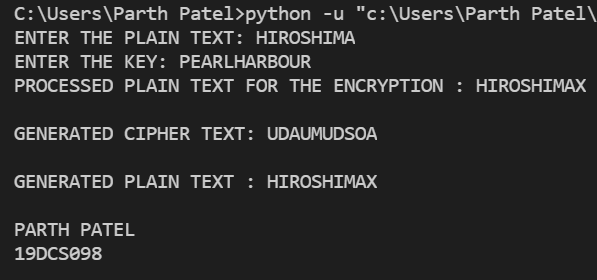 C:\Users\Parth Patel>python -u "c:\Users\Parth Patel\
ENTER THE PLAIN TEXT: HIROSHIMA
ENTER THE KEY: PEARLHARBOUR
PROCESSED PLAIN TEXT FOR THE ENCRYPTION : HIROSHIMAX
GENERATED CIPHER TEXT: UDAUMUDSOA
GENERATED PLAIN TEXT : HIROSHIMAX
PARTH PATEL
19DCS098